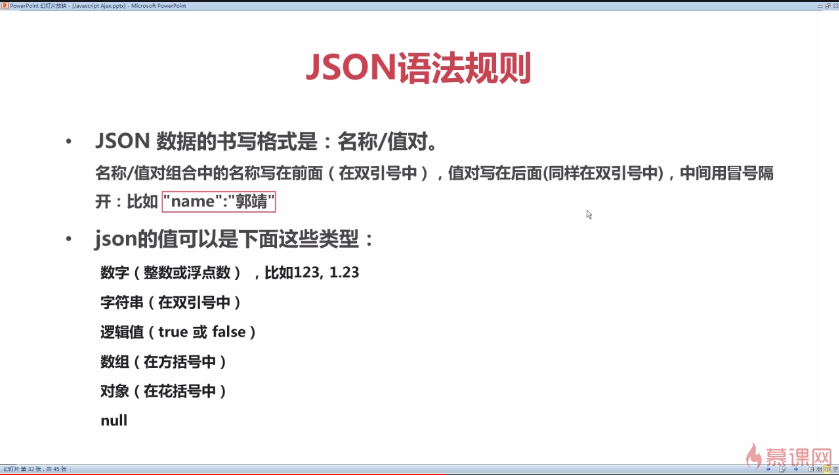 PowerPoint 幻灯片放映 - [Javascript Ajax.pptx] - Microsoft PowerPoint
JSON语法规则
• JSON 数据的书写格式是：名称/值对。
名称/值对组合中的名称写在前面（在双引号中），值对写在后面(同样在双引号中)，中间用冒号隔
开：比如 "name":"郭靖"
• json的值可以是下面这些类型：
数字（整数或浮点数） ，比如123, 1.23
字符串（在双引号中）
逻辑值（true 或 false）
数组（在方括号中）
对象（在花括号中）
null
慕课网
幻灯片 第 32 张，共 45 张